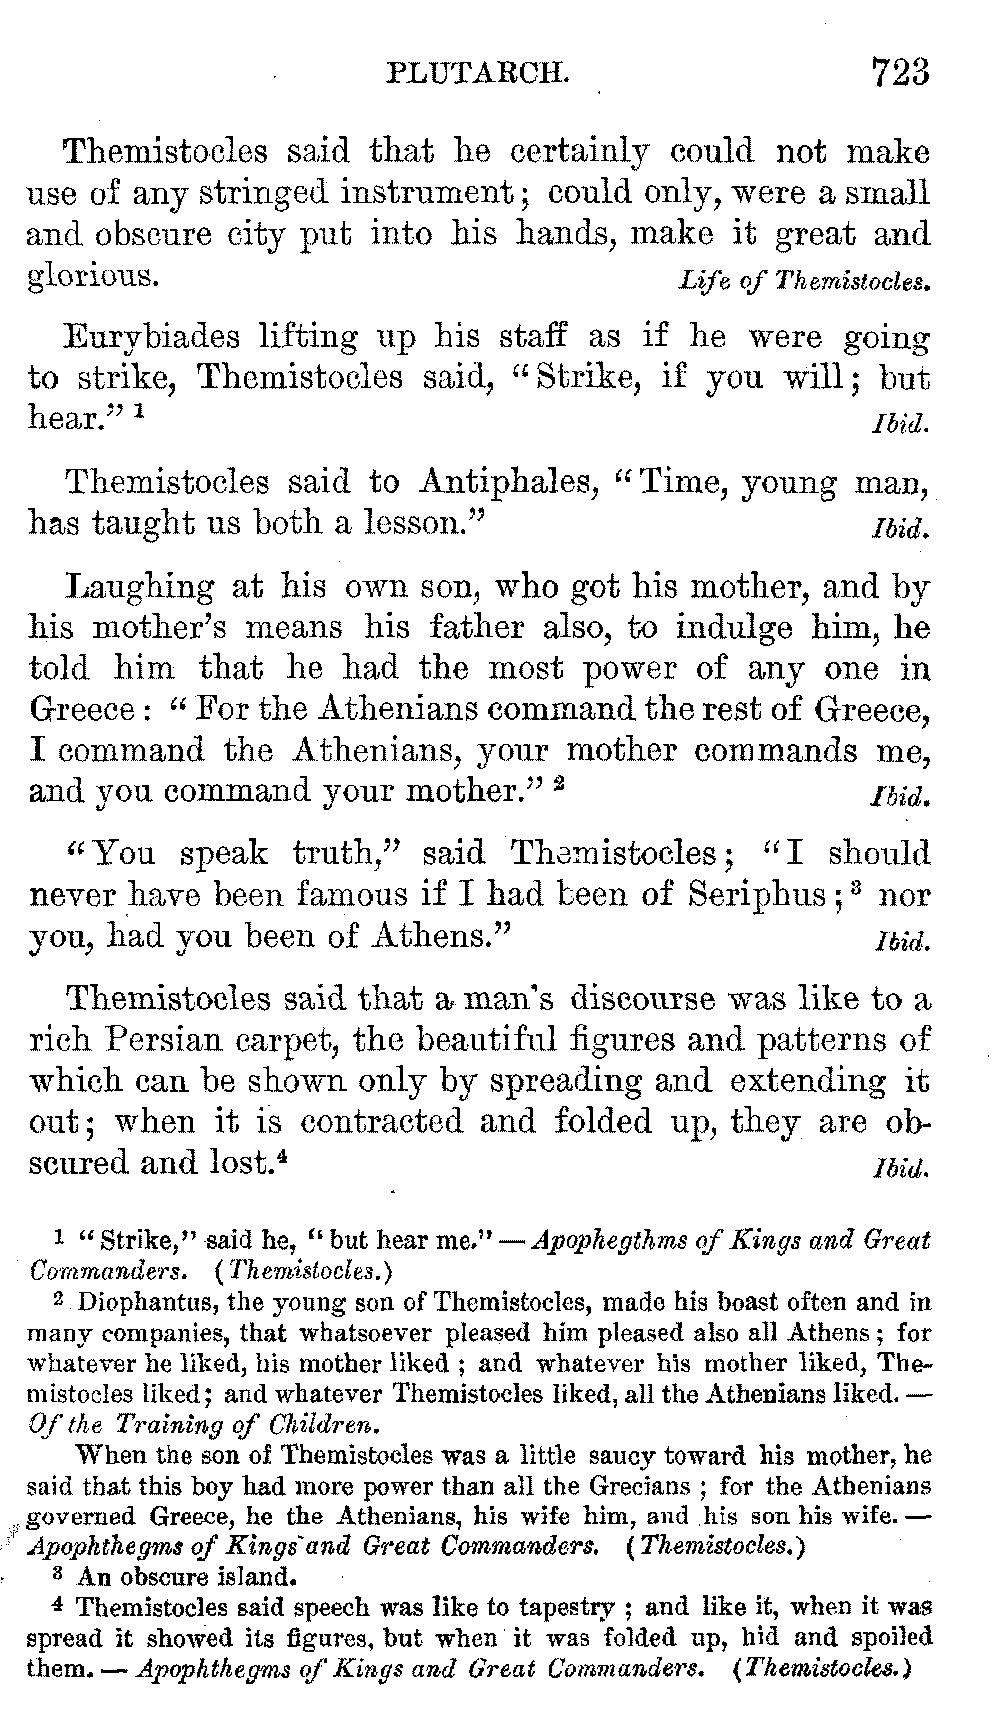 PLUTARCH. 723
Themistocles said that he certainly could not make
use of any stringed instrument; could only, were a small
and obscure city put into his hands, make it great and
glorious. Life of Themistocles.
Eurybiades lifting up his staff as if he were going
to strike, Themistocles said, “Strike, if you will; but
hear.” 1 Ibid.
Themistocles said to Antiphales, “Time, young man,
has taught us both a lesson.” Ibid.
Laughing at his own son, who got his mother, and by
his mother's means his father also, to indulge him, he
told him that he had the most power of any one in
Greece: “For the Athenians command the rest of Greece,
I command the Athenians, your mother commands me,
and you command your mother.” 2 Ibid.
“You speak truth,” said Themistocles; “I should
never have been famous if I had been of Seriphus; 3 nor
you, had you been of Athens.” Ibid.
Themistocles said that a man's discourse was like to a
rich Persian carpet, the beautiful figures and patterns of
which can be shown only by spreading and extending it
out; when it is contracted and folded up, they are ob-
scured and lost.4 Ibid.
1 “Strike,” said he, “but hear me.” — Apophegthms of Kings and Great
Commanders. (Themistocles.)
2 Diophantus, the young son of Themistocles, made his boast often and in
many companies, that whatsoever pleased him pleased also all Athens; for
whatever he liked, his mother liked; and whatever his mother liked, The-
mistocles liked; and whatever Themistocles liked, all the Athenians liked. —
Of the Training of Children.
When the son of Themistocles was a little saucy toward his mother, he
said that this boy had more power than all the Grecians; for the Athenians
governed Greece, he the Athenians, his wife him, and his son his wife. —
Apophthegms of Kings and Great Commanders. (Themistocles.)
3 An obscure island.
4 Themistocles said speech was like to tapestry; and like it, when it was
spread it showed its figures, but when it was folded up, hid and spoiled
them. — Apophthegms of Kings and Great Commanders. (Themistocles.)